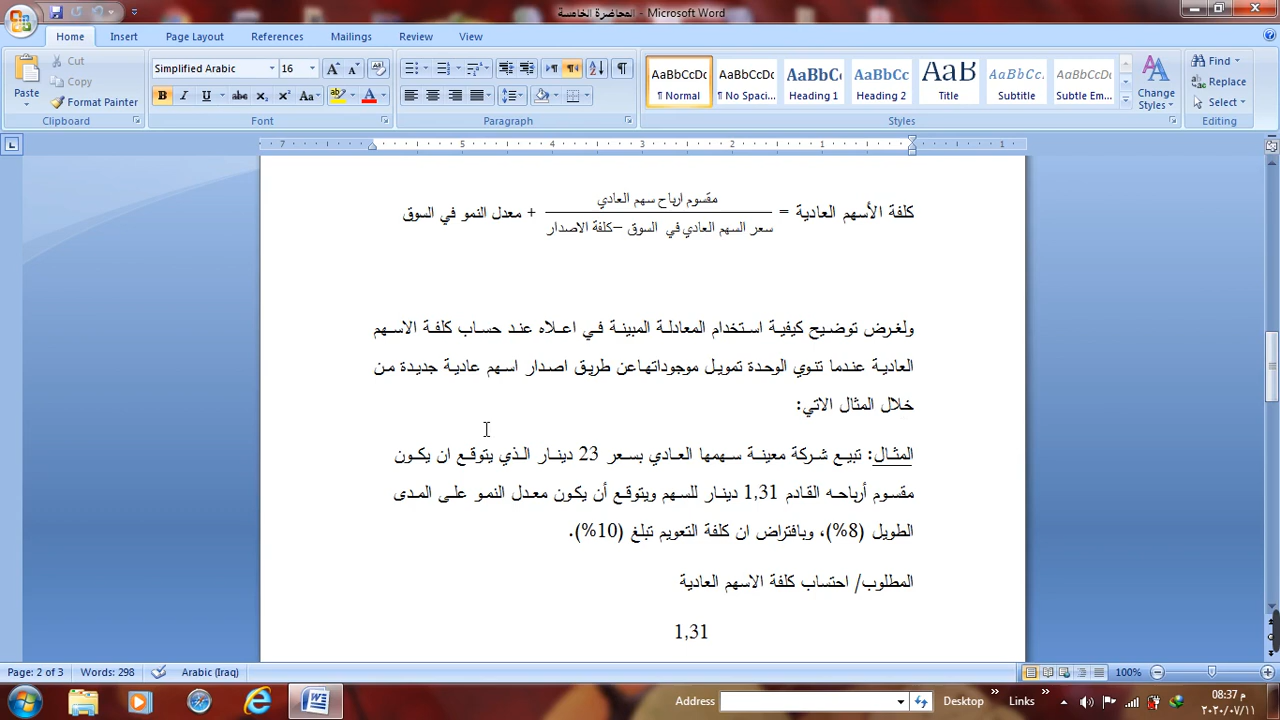 المحاضرة الخامسة - Microsoft Word
Home Insert Page Layout References Mailings Review View
Paste
Cut
Copy
Format Painter
Clipboard
Simplified Arabic 16
Font
Paragraph
AaBbCcDc AaBbCcDc AaBbC AaBbCc AaB AaBbCc. AaBbCcDc
¶ Normal ¶ No Spaci... Heading 1 Heading 2 Title Subtitle Subtle Em...
Change Styles
Styles
Find
Replace
Select
Editing
7 5 4 3 2 1 1
كلفة الأسهم العادية = مقسوم ارباح سهم العادي
سعر السهم العادي في السوق –كلفة الاصدار + معدل النمو في السوق
ولغرض توضيح كيفية استخدام المعادلة المبينة في اعلاه عند حساب كلفة الاسهم
العادية عندما تنوي الوحدة تمويل موجوداتهاعن طريق اصدار اسهم عادية جديدة من
خلال المثال الاتي:
المثال: تبيع شركة معينة سهمها العادي بسعر 23 دينار الذي يتوقع ان يكون
مقسوم أرباحه القادم 1,31 دينار للسهم ويتوقع أن يكون معدل النمو على المدى
الطويل (8%)، وبافتراض ان كلفة التعويم تبلغ (10%).
المطلوب/ احتساب كلفة الاسهم العادية
1,31
Page: 2 of 3 Words: 298 Arabic (Iraq) 100%
Address Desktop Links
08:37 م
٢٠٢٠/٠٧/١١